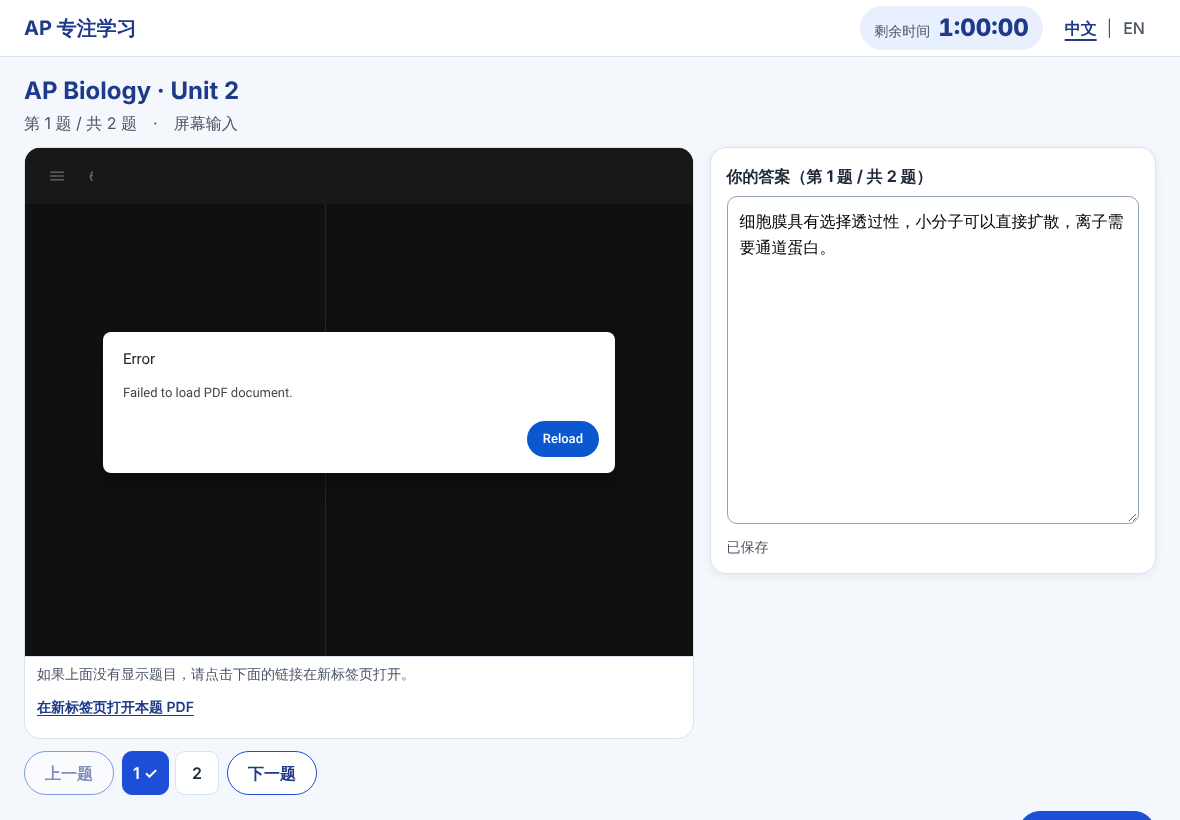 AP 专注学习
剩余时间 1:00:00
中文 | EN
AP Biology · Unit 2
第 1 题 / 共 2 题 · 屏幕输入
Error
Failed to load PDF document.
Reload
如果上面没有显示题目，请点击下面的链接在新标签页打开。
在新标签页打开本题 PDF
你的答案（第 1 题 / 共 2 题）
细胞膜具有选择透过性，小分子可以直接扩散，离子需
要通道蛋白。
已保存
上一题 1 ✓ 2 下一题